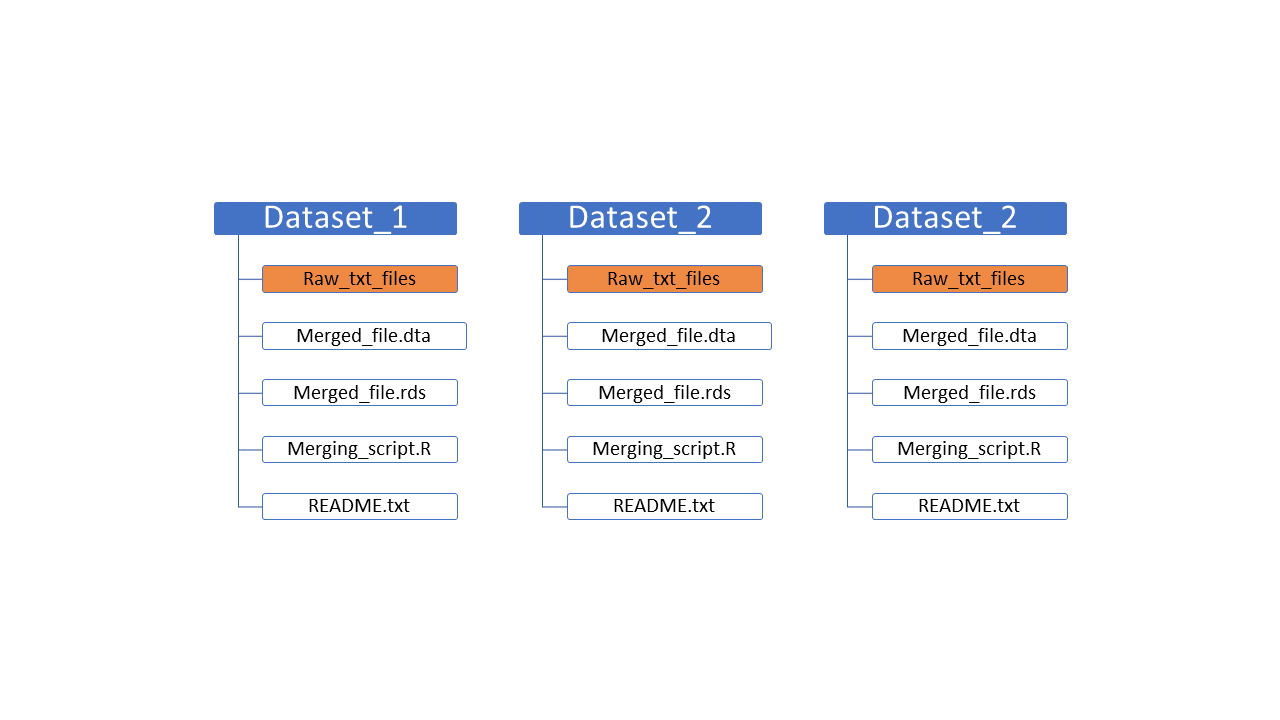 Dataset_1
Raw_txt_files
Merged_file.dta
Merged_file.rds
Merging_script.R
README.txt
Dataset_2
Raw_txt_files
Merged_file.dta
Merged_file.rds
Merging_script.R
README.txt
Dataset_2
Raw_txt_files
Merged_file.dta
Merged_file.rds
Merging_script.R
README.txt